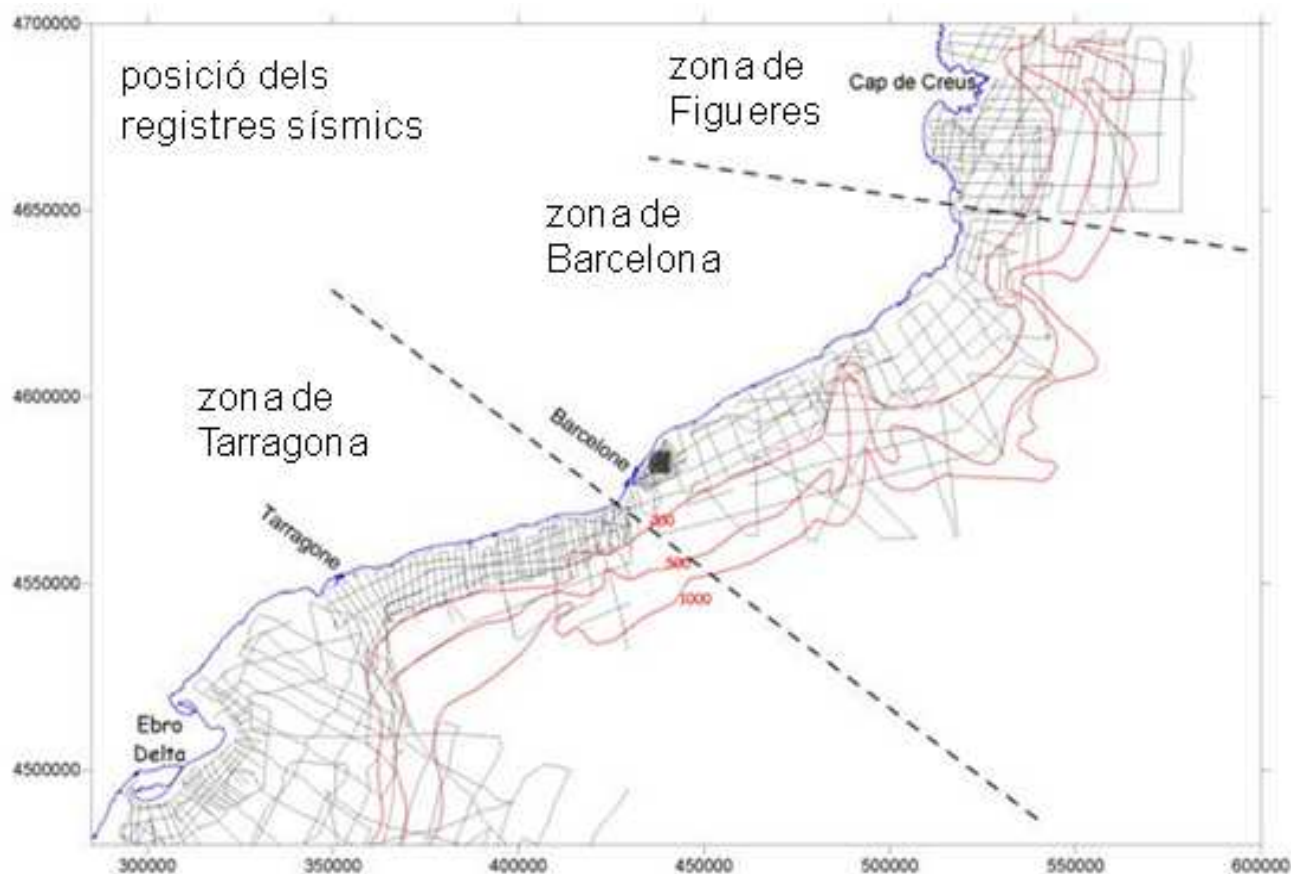 4700000
posició dels
registres sísmics
zona de
Figueres
Cap de Creus
4650000
zona de
Barcelona
4600000
zona de
Tarragona
Barcelone
Tarragone
200
500
4550000
1000
Ebro
Delta
4500000
300000 350000 400000 450000 500000 550000 600000